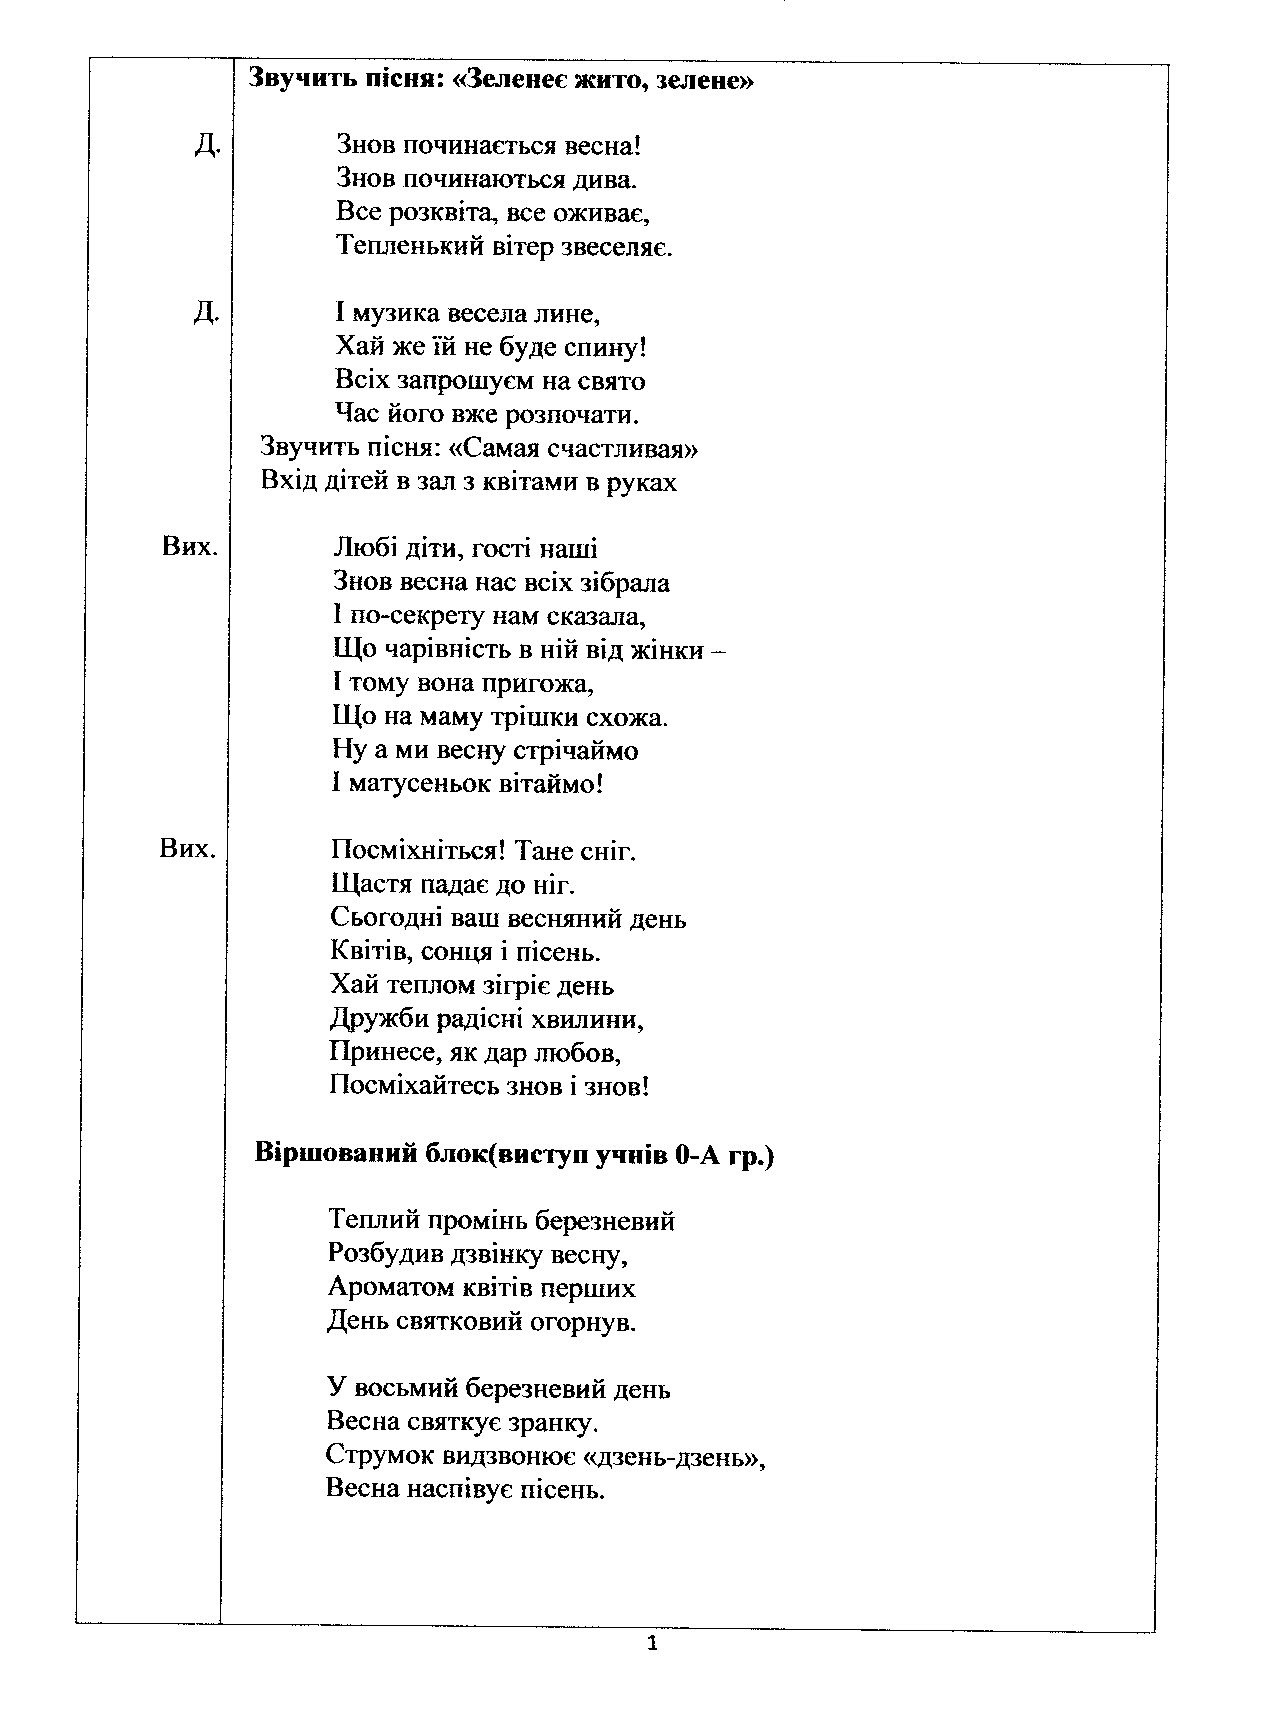 Звучить пісня: «Зеленеє жито, зелене»
Д. Знов починається весна!
Знов починаються дива.
Все розквіта, все оживає,
Тепленький вітер звеселяє.
Д. І музика весела лине,
Хай же їй не буде спину!
Всіх запрошуєм на свято
Час його вже розпочати.
Звучить пісня: «Самая счастливая»
Вхід дітей в зал з квітами в руках
Вих. Любі діти, гості наші
Знов весна нас всіх зібрала
І по-секрету нам сказала,
Що чарівність в ній від жінки –
І тому вона пригожа,
Що на маму трішки схожа.
Ну а ми весну стрічаймо
І матусеньок вітаймо!
Вих. Посміхніться! Тане сніг.
Щастя падає до ніг.
Сьогодні ваш весняний день
Квітів, сонця і пісень.
Хай теплом зігріє день
Дружби радісні хвилини,
Принесе, як дар любов,
Посміхайтесь знов і знов!
Віршований блок(виступ учнів 0-А гр.)
Теплий промінь березневий
Розбудив дзвінку весну,
Ароматом квітів перших
День святковий огорнув.
У восьмий березневий день
Весна святкує зранку.
Струмок видзвонює «дзень-дзень»,
Весна наспівує пісень.
1